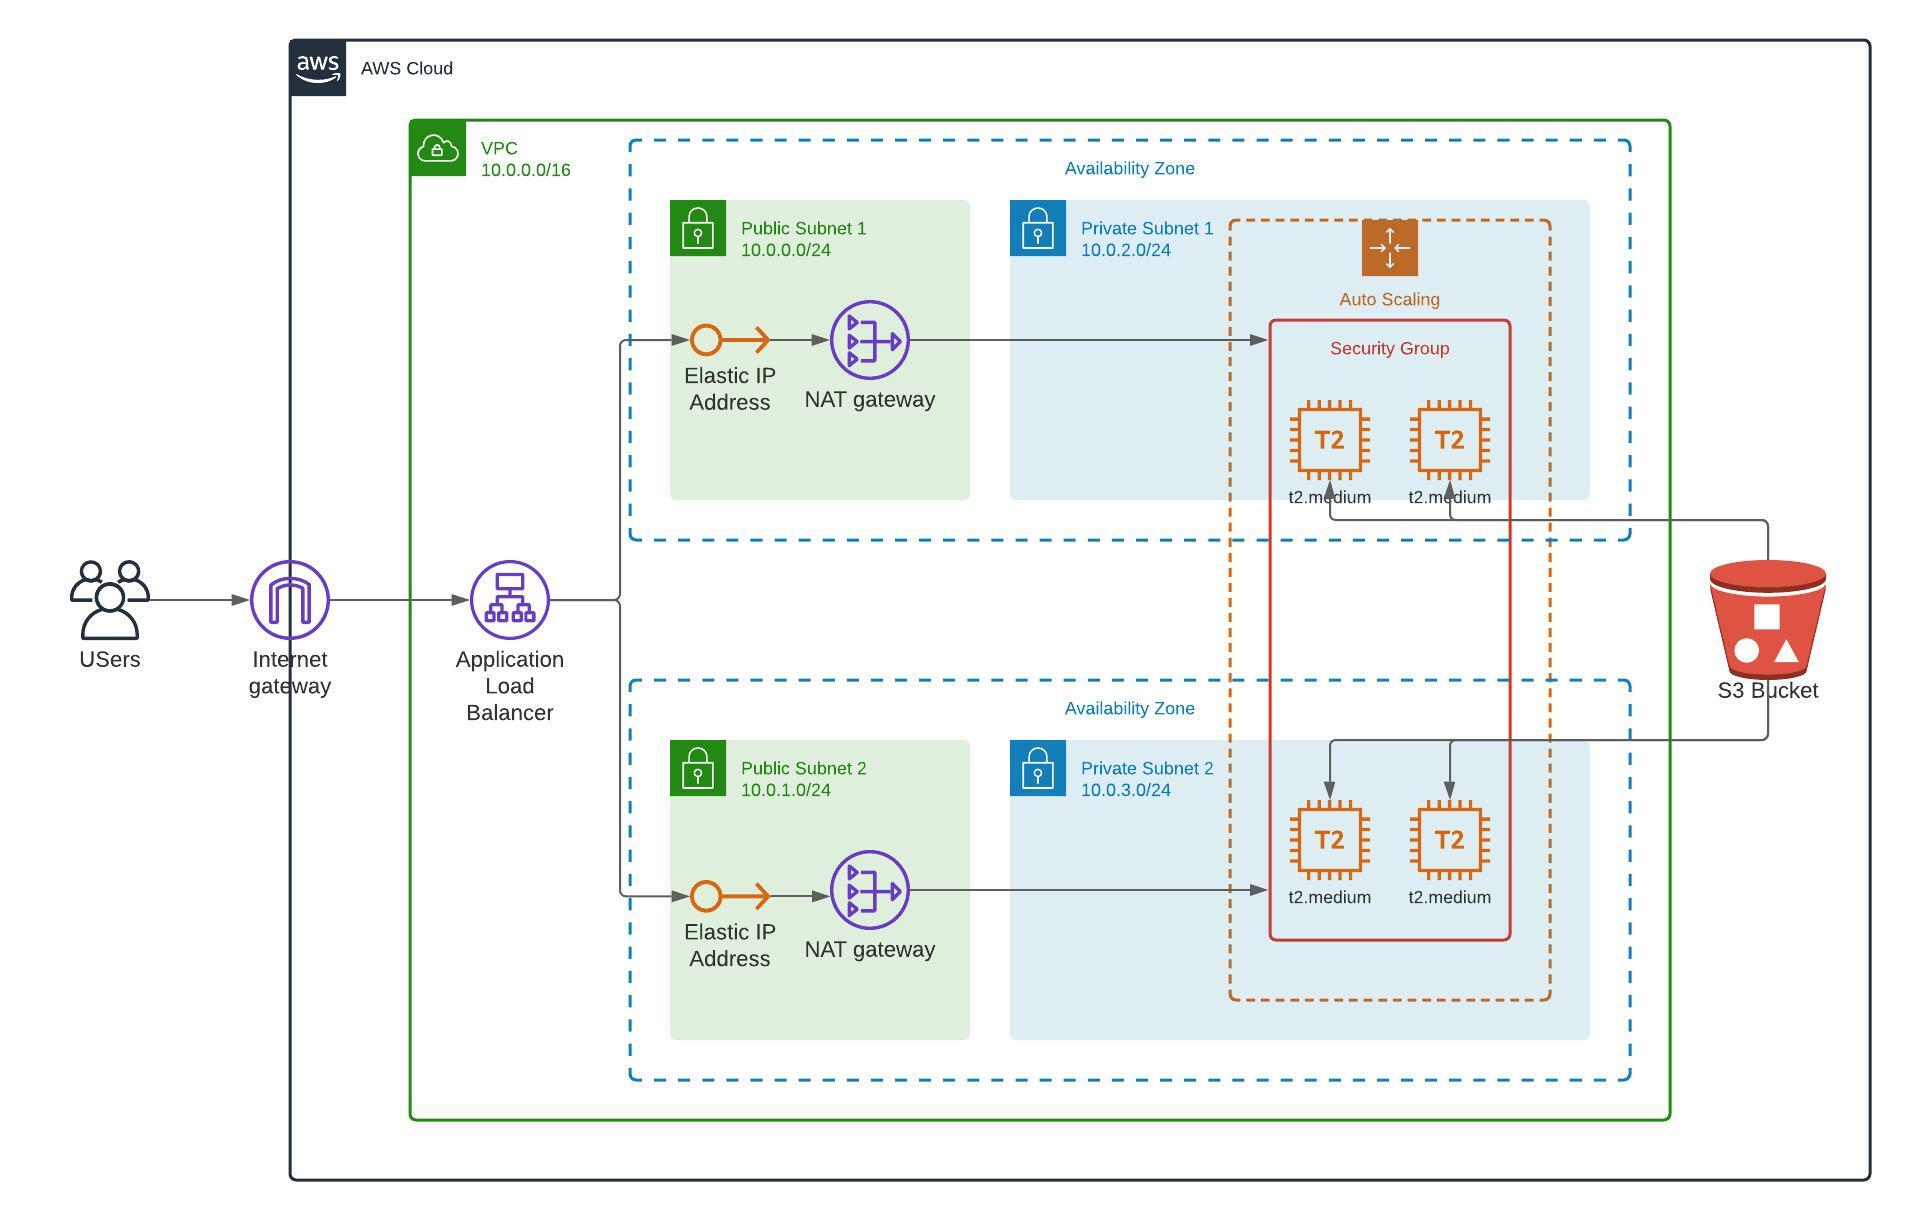 aws
AWS Cloud
VPC
10.0.0.0/16
Availability Zone
Public Subnet 1
10.0.0.0/24
Private Subnet 1
10.0.2.0/24
Auto Scaling
Security Group
Elastic IP
Address
NAT gateway
T2
T2
t2.medium
t2.medium
USers
Internet
gateway
Application
Load
Balancer
S3 Bucket
Availability Zone
Public Subnet 2
10.0.1.0/24
Private Subnet 2
10.0.3.0/24
T2
T2
t2.medium
t2.medium
Elastic IP
Address
NAT gateway